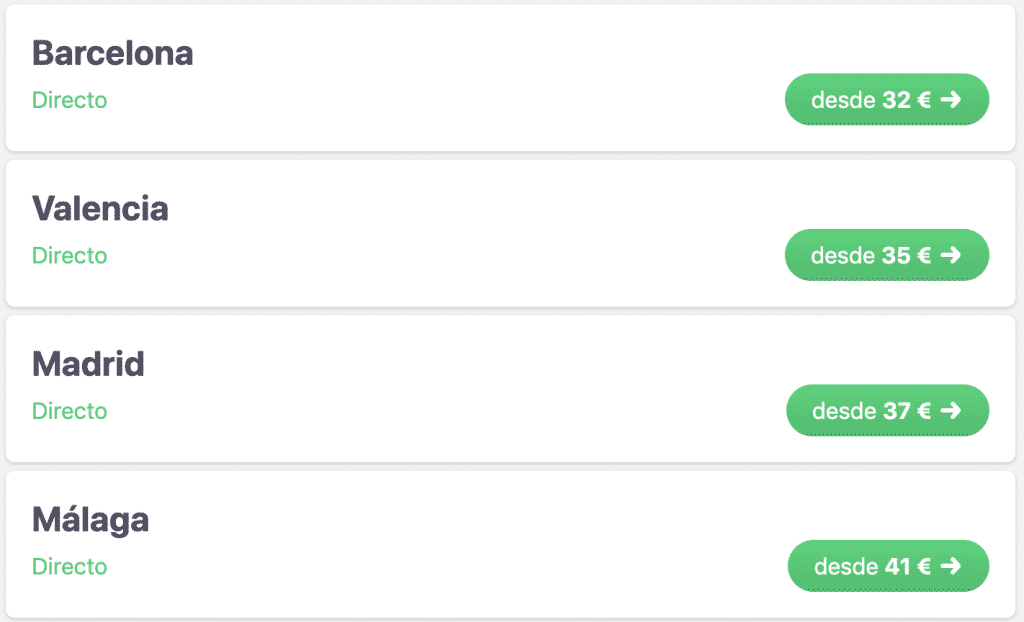 Barcelona
Directo
desde 32 € →
Valencia
Directo
desde 35 € →
Madrid
Directo
desde 37 € →
Málaga
Directo
desde 41 € →